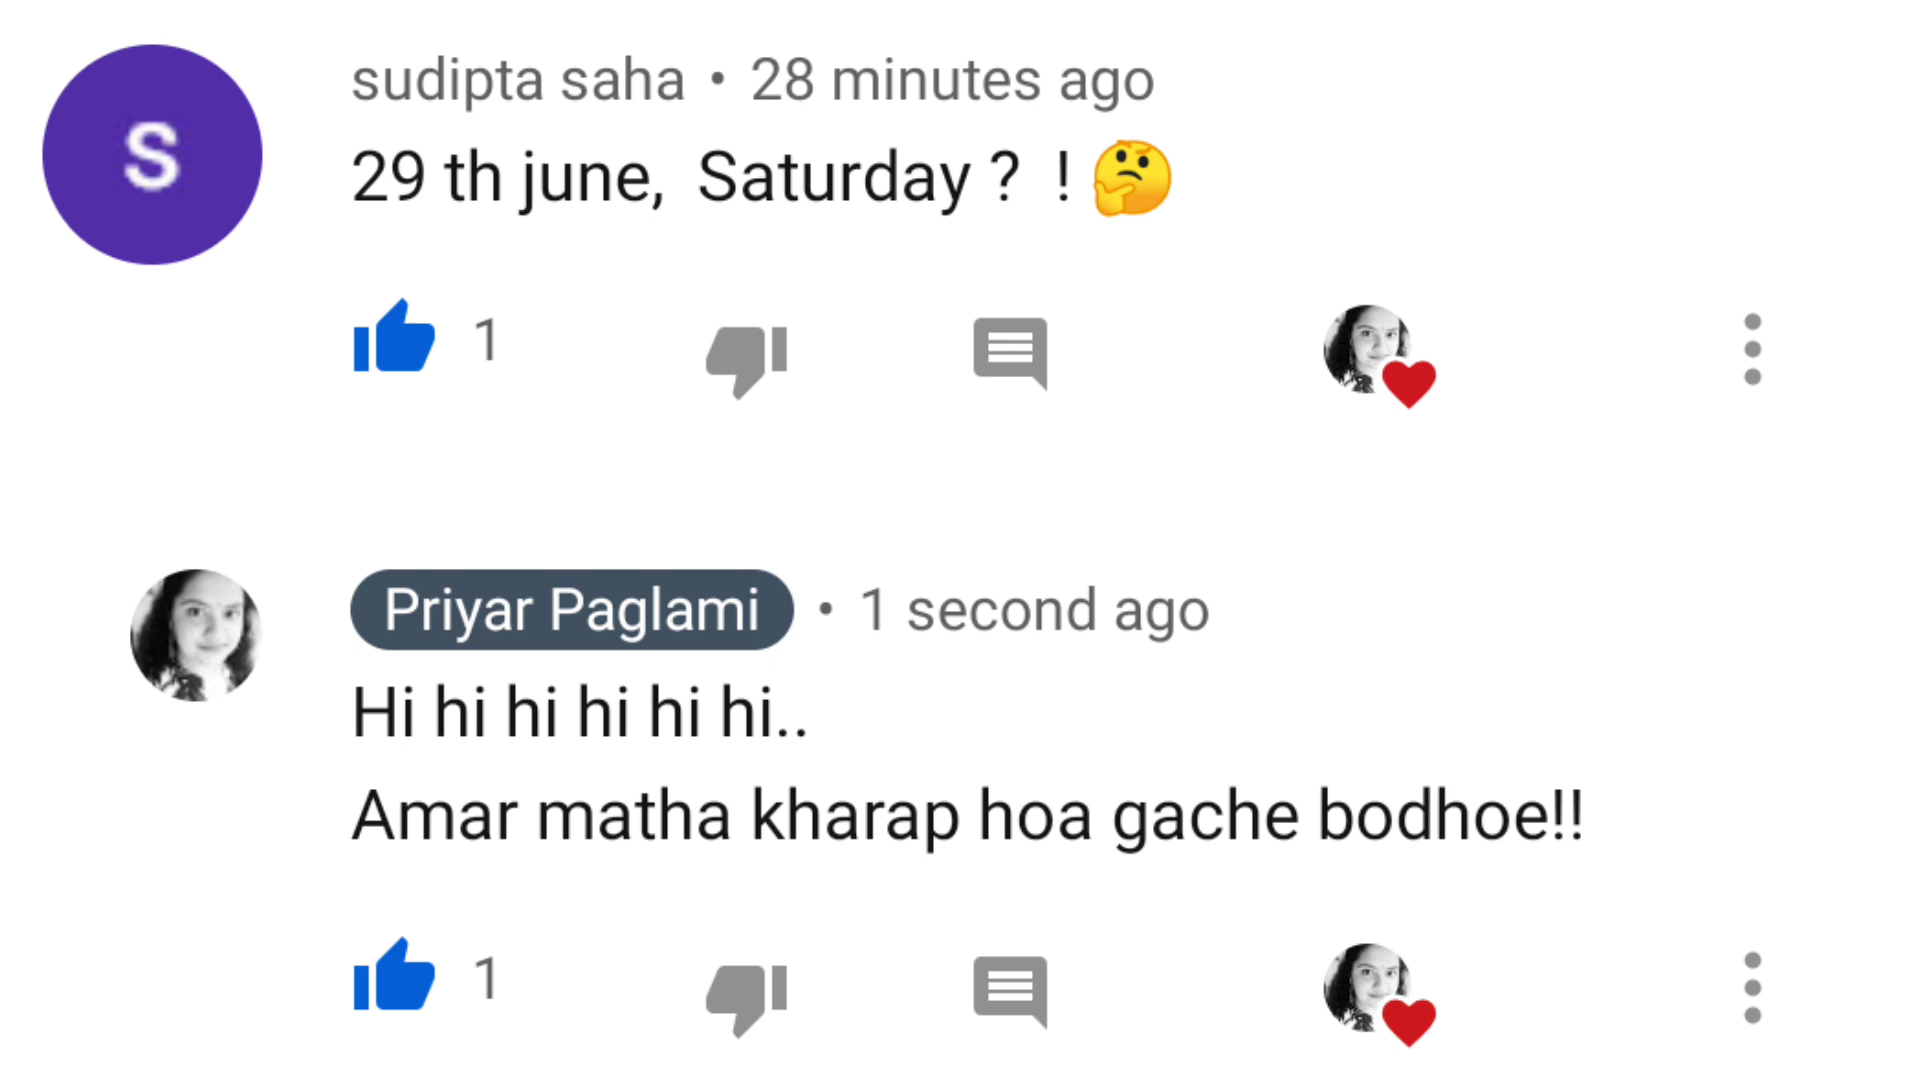 S
sudipta saha • 28 minutes ago
29 th june,  Saturday ?  ! 🤔
1
Priyar Paglami • 1 second ago
Hi hi hi hi hi hi..
Amar matha kharap hoa gache bodhoe!!
1